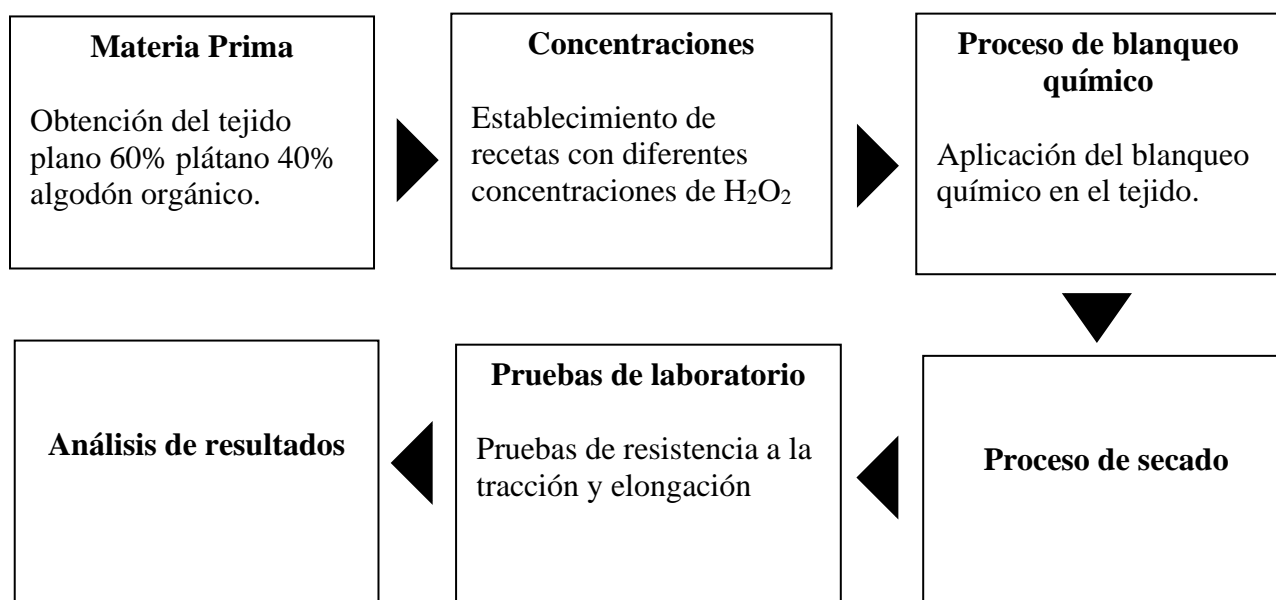 Materia Prima
Obtención del tejido
plano 60% plátano 40%
algodón orgánico.
Concentraciones
Establecimiento de
recetas con diferentes
concentraciones de H₂O₂
Proceso de blanqueo
químico
Aplicación del blanqueo
químico en el tejido.
Proceso de secado
Pruebas de laboratorio
Pruebas de resistencia a la
tracción y elongación
Análisis de resultados